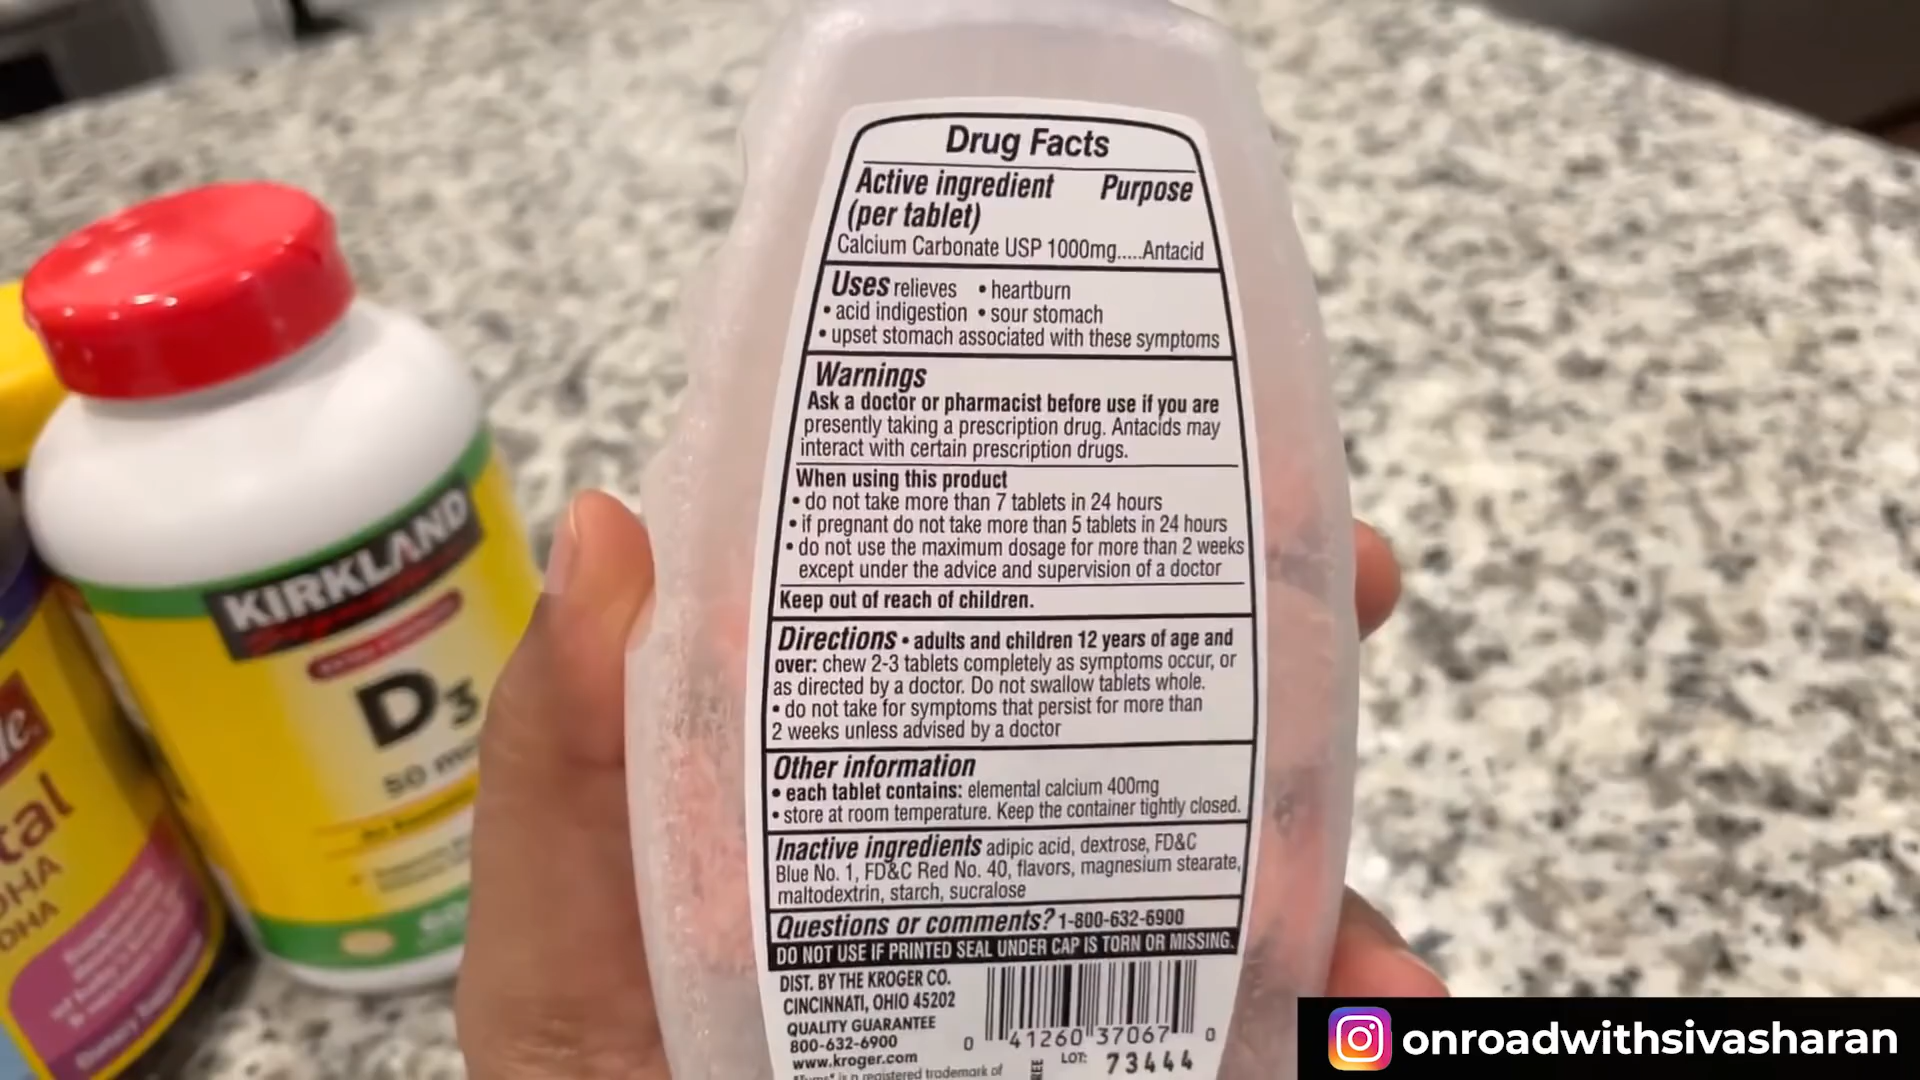 Drug Facts
Active ingredient Purpose
(per tablet)
Calcium Carbonate USP 1000mg.....Antacid
Uses relieves • heartburn
• acid indigestion • sour stomach
• upset stomach associated with these symptoms
Warnings
Ask a doctor or pharmacist before use if you are
presently taking a prescription drug. Antacids may
interact with certain prescription drugs.
When using this product
• do not take more than 7 tablets in 24 hours
• if pregnant do not take more than 5 tablets in 24 hours
• do not use the maximum dosage for more than 2 weeks
except under the advice and supervision of a doctor
Keep out of reach of children.
Directions • adults and children 12 years of age and
over: chew 2-3 tablets completely as symptoms occur, or
as directed by a doctor. Do not swallow tablets whole.
• do not take for symptoms that persist for more than
2 weeks unless advised by a doctor
Other information
• each tablet contains: elemental calcium 400mg
• store at room temperature. Keep the container tightly closed.
Inactive ingredients adipic acid, dextrose, FD&C
Blue No. 1, FD&C Red No. 40, flavors, magnesium stearate,
maltodextrin, starch, sucralose
Questions or comments? 1-800-632-6900
DO NOT USE IF PRINTED SEAL UNDER CAP IS TORN OR MISSING.
DIST. BY THE KROGER CO.
CINCINNATI, OHIO 45202
QUALITY GUARANTEE
800-632-6900
www.kroger.com
0 41260 37067 0
LOT: 73444
registered trademark of
KIRKLAND
D3
50
tal
DHA
DHA
onroadwithsivasharan